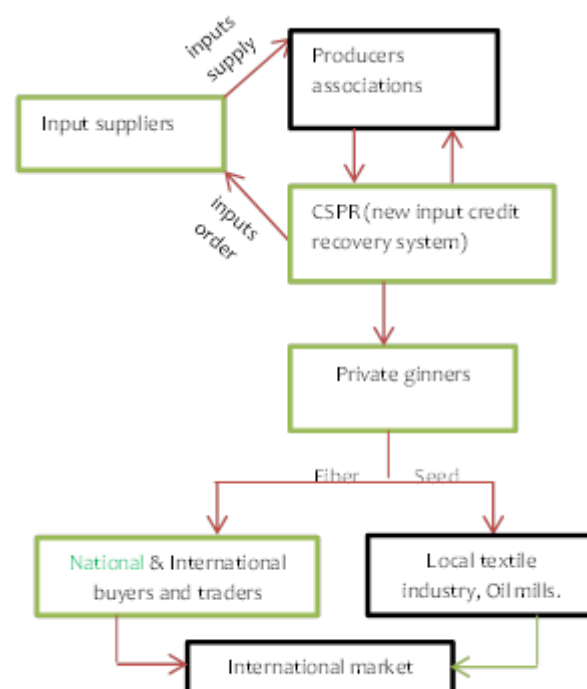 inputs
supply
Producers
associations
Input suppliers
inputs
order
CSPR (new input credit
recovery system)
Private ginners
Fiber Seed
National & International
buyers and traders
Local textile
industry, Oil mills.
International market